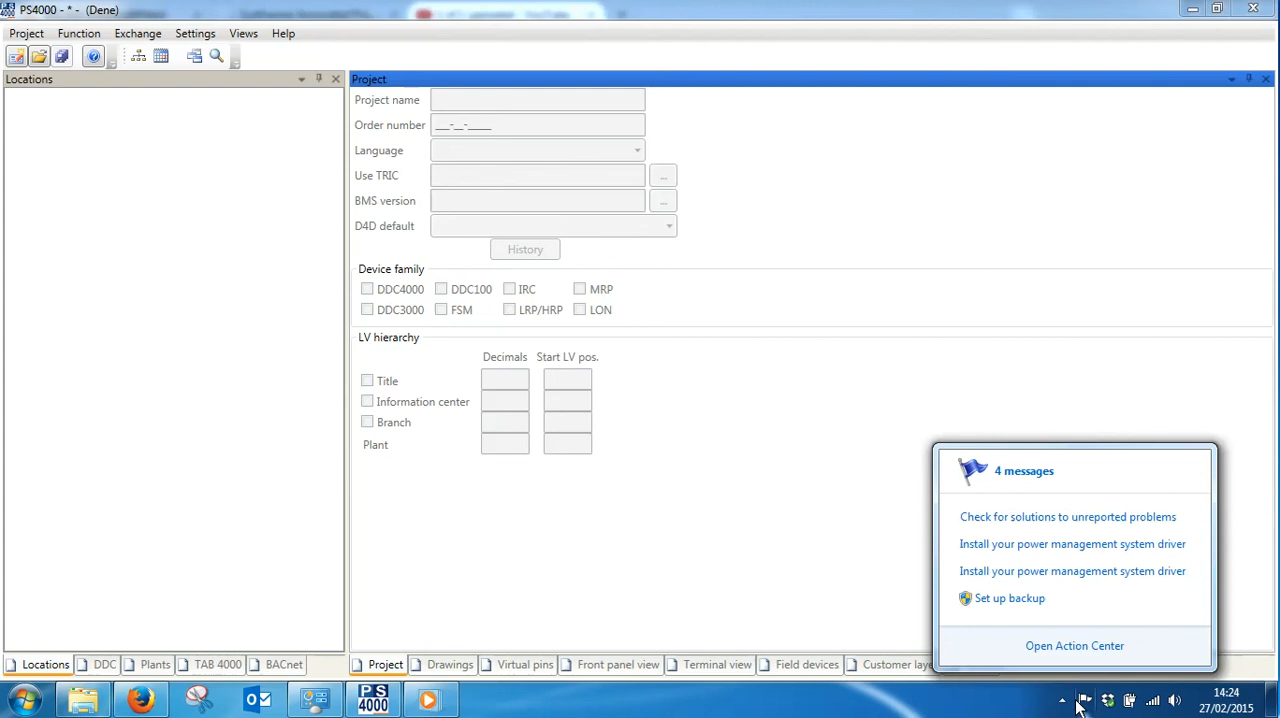 PS4000 - * - (Dene)
Project Function Exchange Settings Views Help
Locations
Project
Project name
Order number ___-__-____
Language
Use TRIC ...
BMS version ...
D4D default
History
Device family
DDC4000 DDC100 IRC MRP
DDC3000 FSM LRP/HRP LON
LV hierarchy
Decimals Start LV pos.
Title
Information center
Branch
Plant
4 messages
Check for solutions to unreported problems
Install your power management system driver
Install your power management system driver
Set up backup
Open Action Center
Locations DDC Plants TAB 4000 BACnet Project Drawings Virtual pins Front panel view Terminal view Field devices Customer lay
PS
4000
14:24
27/02/2015